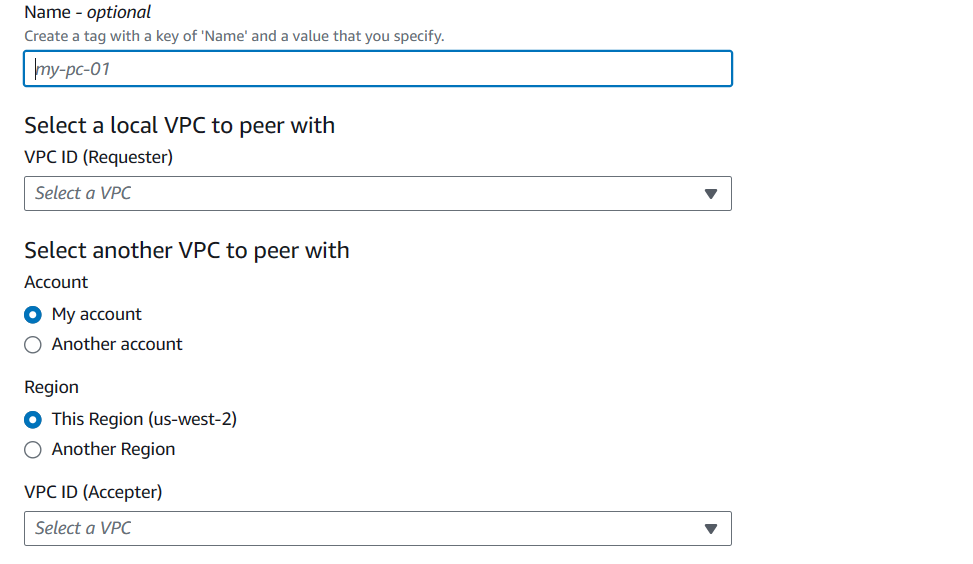 Name - optional
Create a tag with a key of 'Name' and a value that you specify.
my-pc-01
Select a local VPC to peer with
VPC ID (Requester)
Select a VPC
Select another VPC to peer with
Account
My account
Another account
Region
This Region (us-west-2)
Another Region
VPC ID (Accepter)
Select a VPC